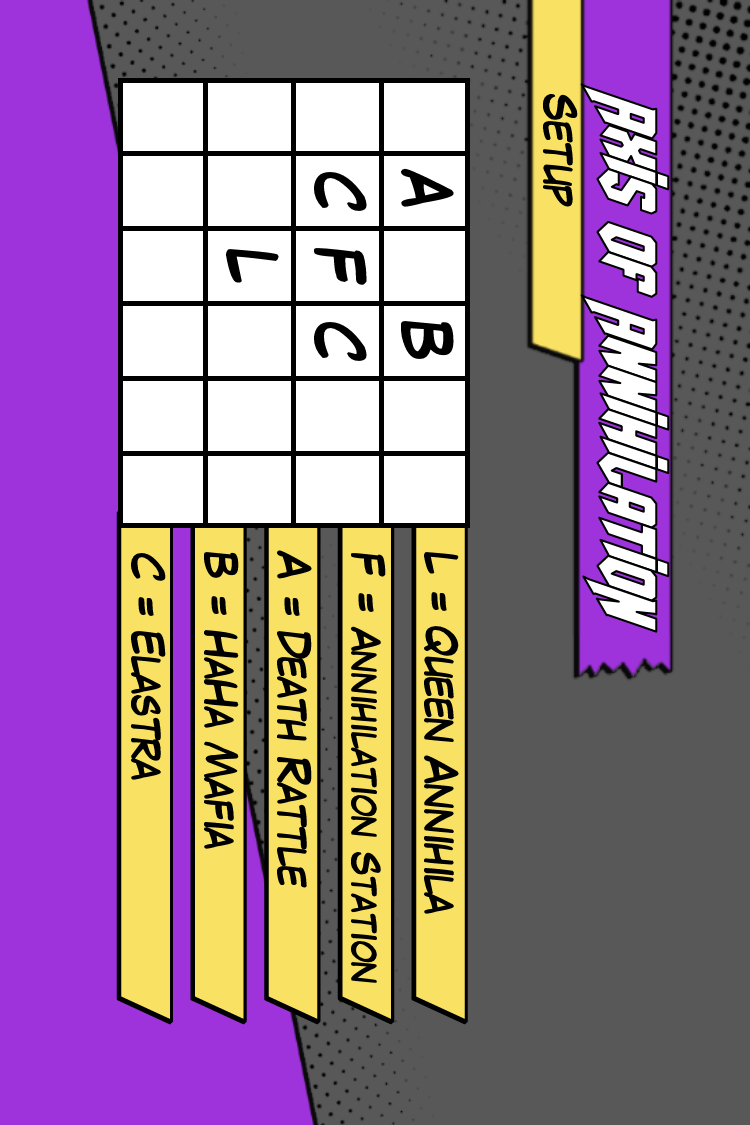 AXIS OF ANNIHILATION
SETUP
A B
C F C
L
L = QUEEN ANNIHILA
F = ANNIHILATION STATION
A = DEATH RATTLE
B = HAHA MAFIA
C = ELASTRA